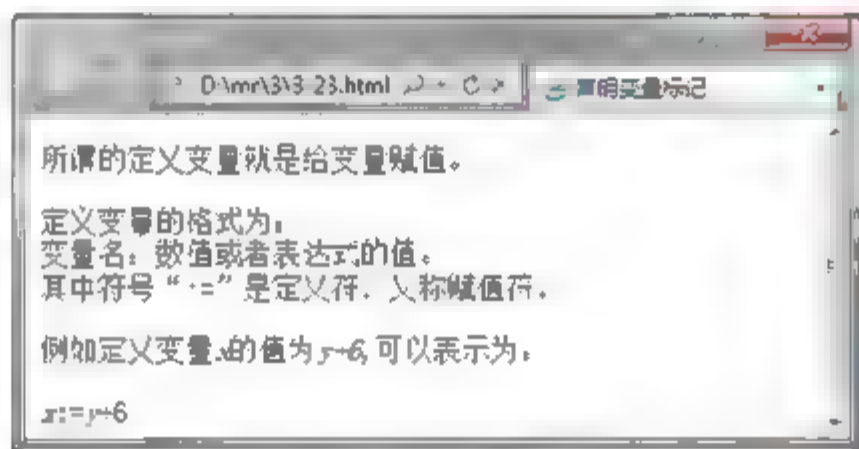 D:\mr\3\3-23.html
声明变量标记
所谓的定义变量就是给变量赋值。
定义变量的格式为：
变量名：数值或者表达式的值。
其中符号“:=”是定义符，又称赋值符。
例如定义变量x的值为y+6,可以表示为：
x:=y+6